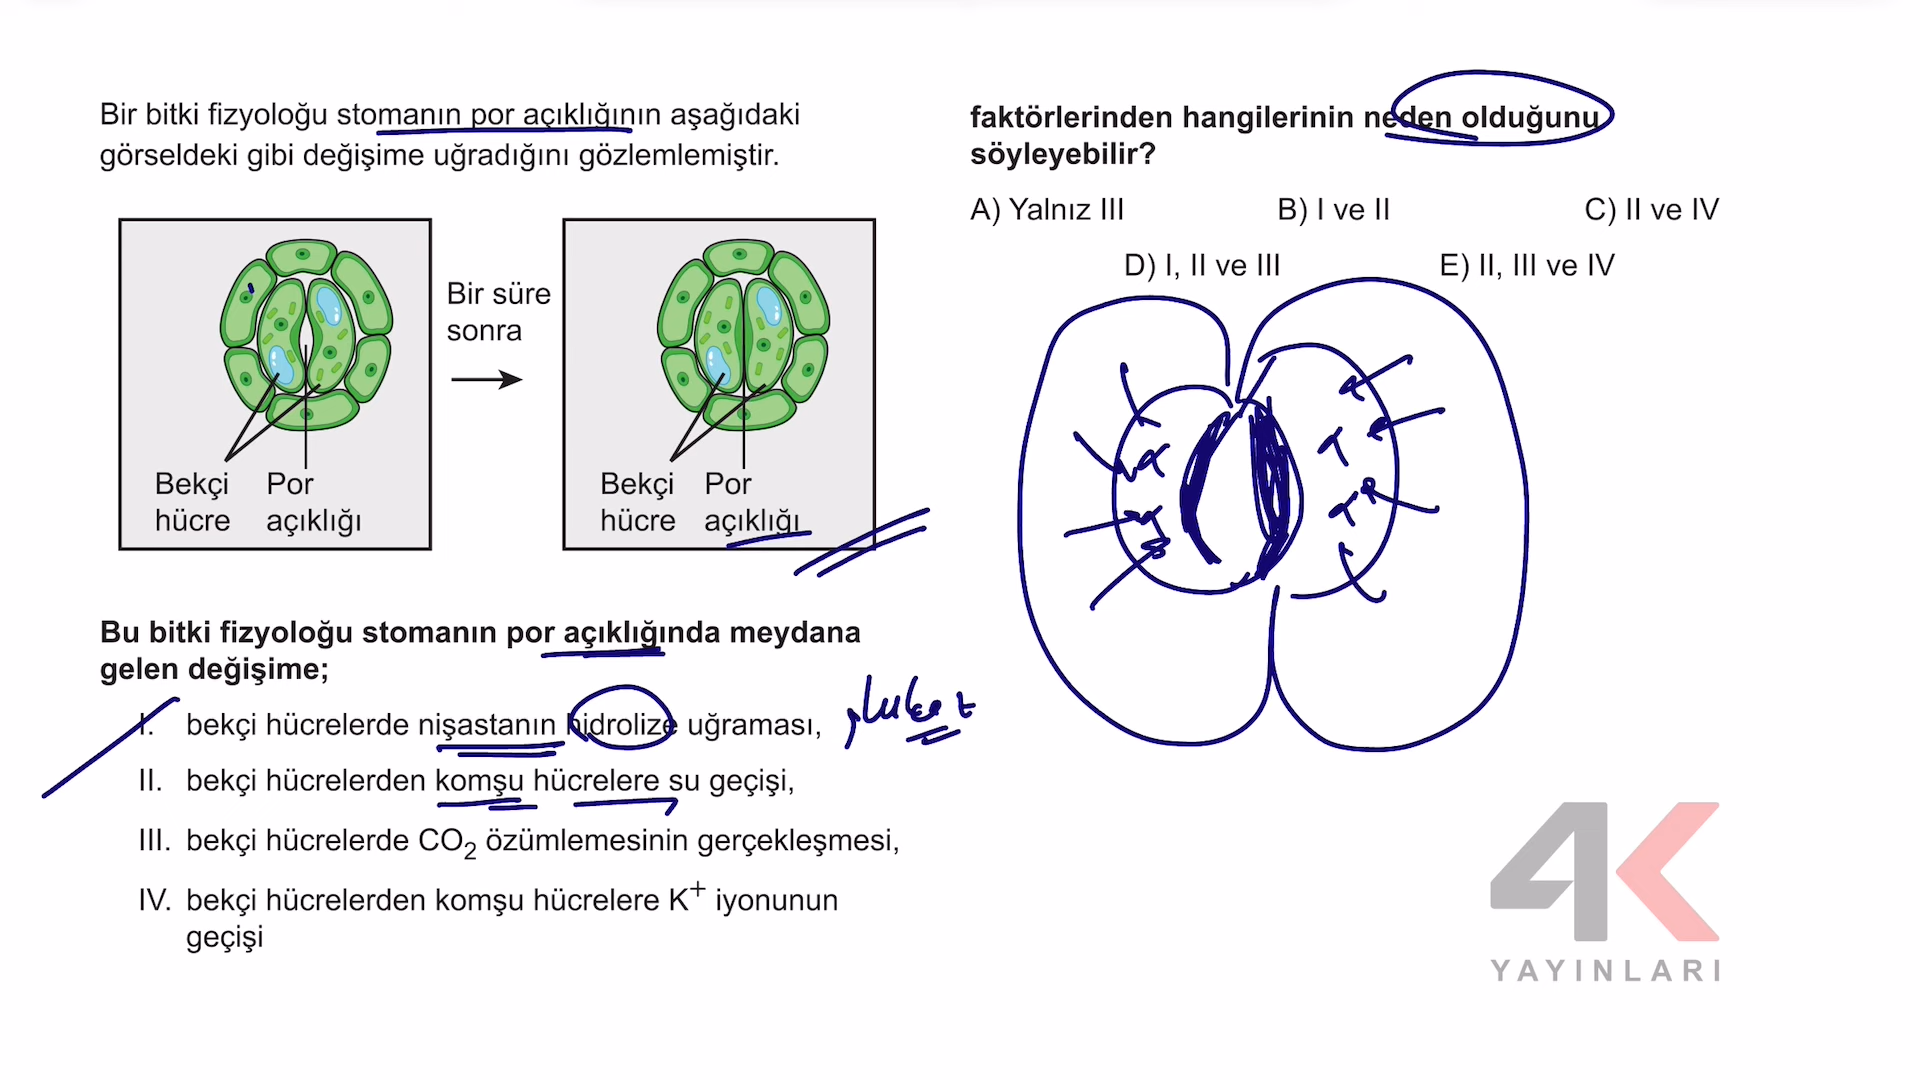 Bir bitki fizyoloğu stomanın por açıklığının aşağıdaki
görseldeki gibi değişime uğradığını gözlemlemiştir.
Bir süre
sonra
Bekçi
hücre
Por
açıklığı
Bekçi
hücre
Por
açıklığı
Bu bitki fizyoloğu stomanın por açıklığında meydana
gelen değişime;
I. bekçi hücrelerde nişastanın hidrolize uğraması,
II. bekçi hücrelerden komşu hücrelere su geçişi,
III. bekçi hücrelerde CO₂ özümlemesinin gerçekleşmesi,
IV. bekçi hücrelerden komşu hücrelere K⁺ iyonunun
geçişi
faktörlerinden hangilerinin neden olduğunu
söyleyebilir?
A) Yalnız III B) I ve II C) II ve IV
D) I, II ve III E) II, III ve IV
4K
YAYINLARI